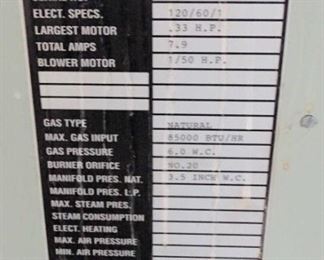 ELECT. SPECS. 120/60/1
LARGEST MOTOR .33 H.P.
TOTAL AMPS 7.9
BLOWER MOTOR 1/50 H.P.
GAS TYPE NATURAL
MAX. GAS INPUT 85000 BTU/HR
GAS PRESSURE 6.0 W.C.
BURNER ORIFICE NO.20
MANIFOLD PRES. NAT. 3.5 INCH W.C.
MANIFOLD PRES. L.P.
MAX. STEAM PRES.
STEAM CONSUMPTION
ELECT. HEATING
MAX. AIR PRESSURE
MIN. AIR PRESSURE